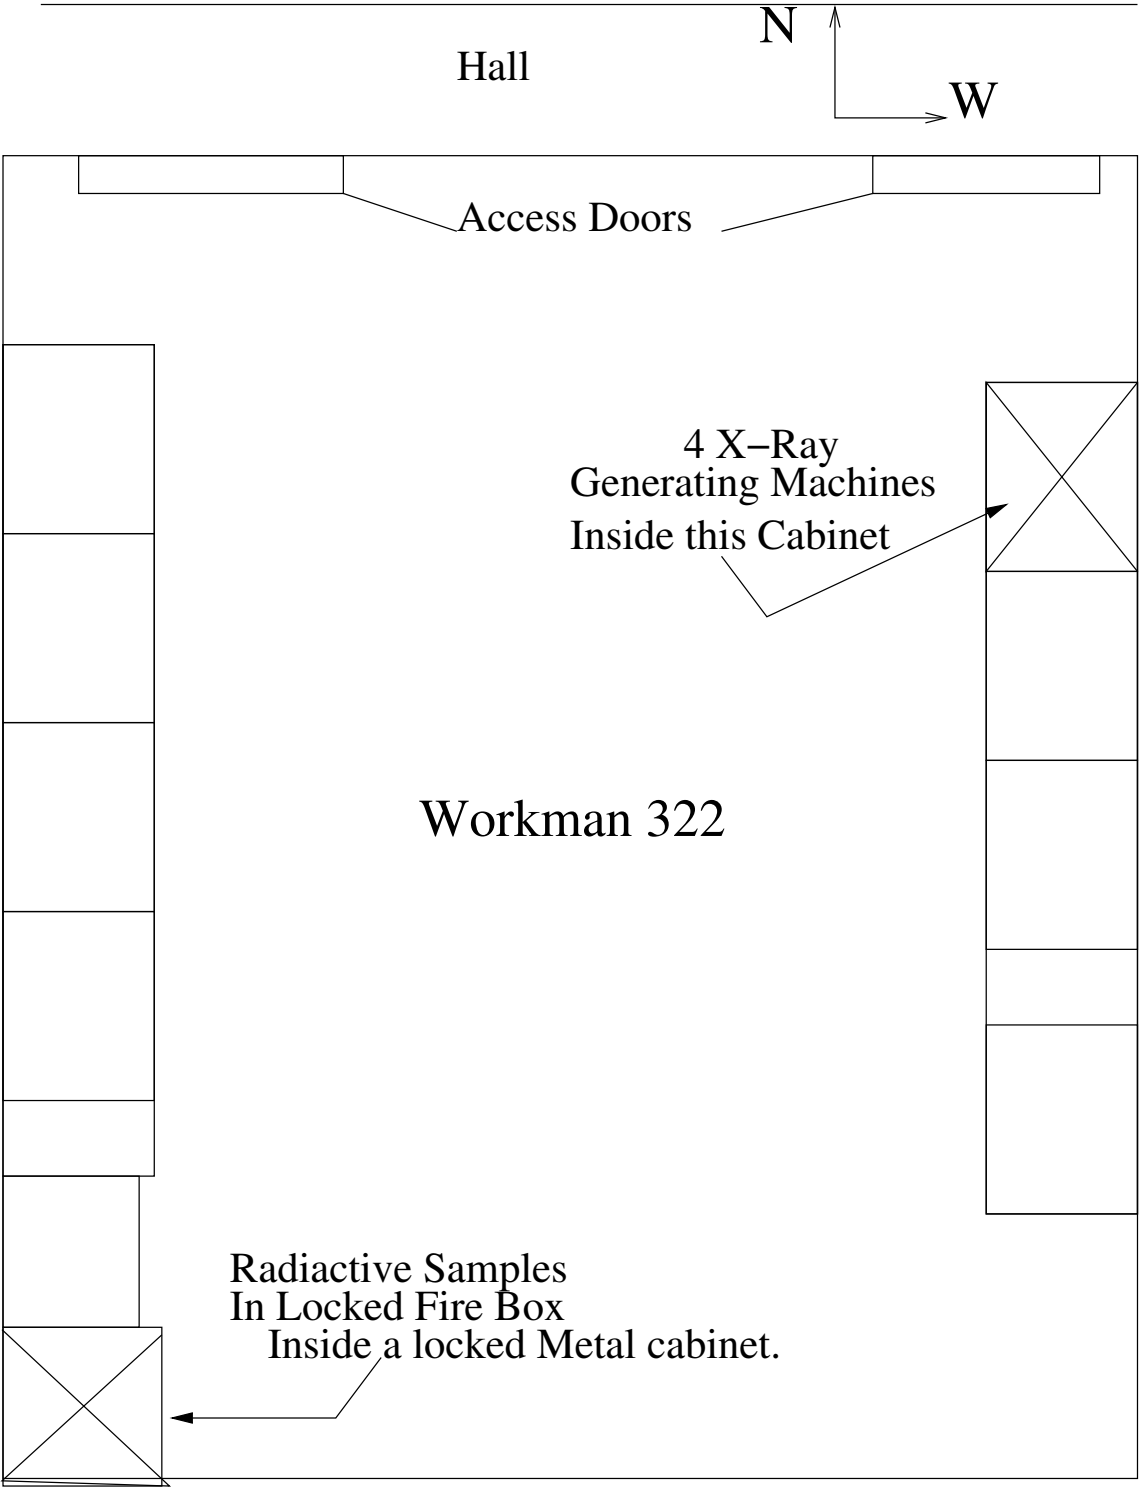 N
Hall
W
Access Doors
4 X−Ray
Generating Machines
Inside this Cabinet
Workman 322
Radiactive Samples
In Locked Fire Box
Inside a locked Metal cabinet.